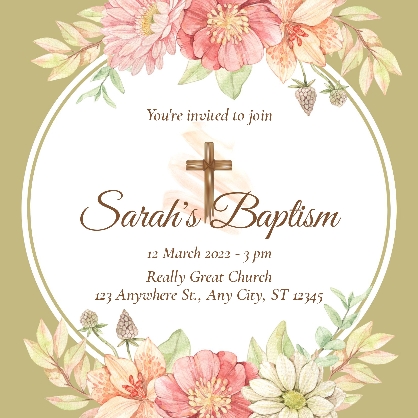 You're invited to join
Sarah's Baptism
12 March 2022 - 3 pm
Really Great Church
123 Anywhere St., Any City, ST 12345